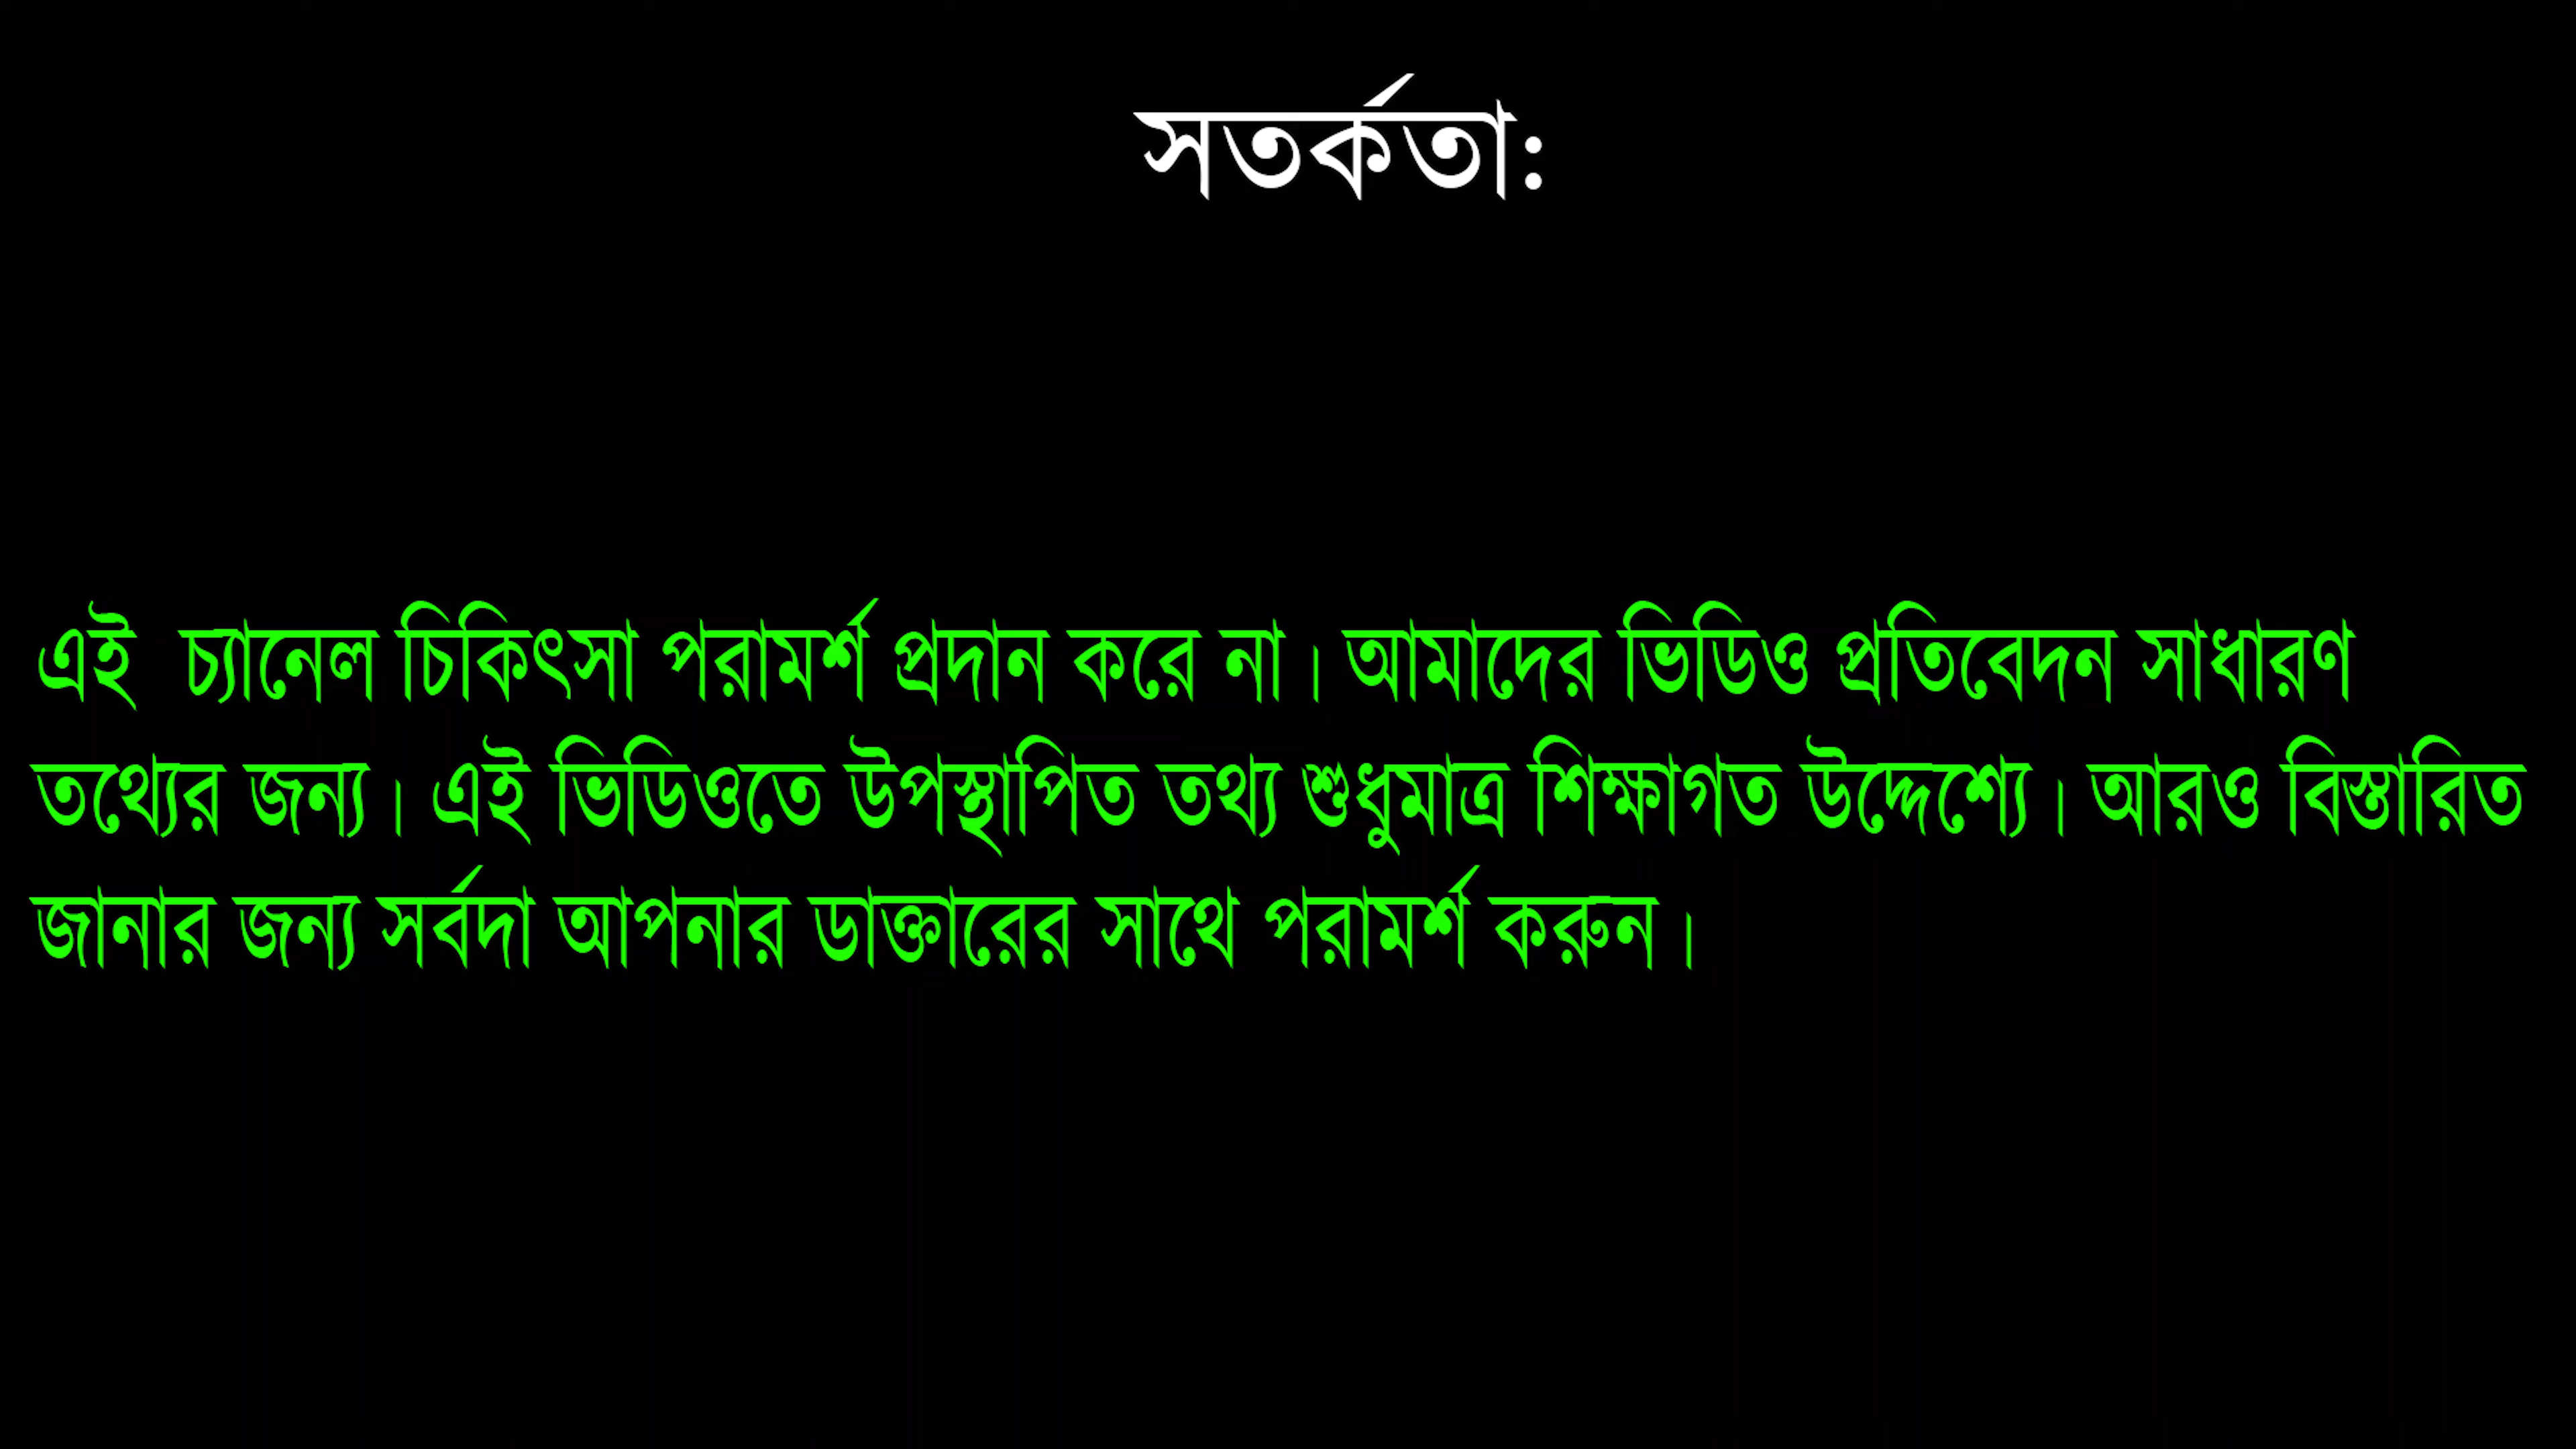 সতর্কতা:
এই চ্যানেল চিকিৎসা পরামর্শ প্রদান করে না। আমাদের ভিডিও প্রতিবেদন সাধারণ
তথ্যের জন্য। এই ভিডিওতে উপস্থাপিত তথ্য শুধুমাত্র শিক্ষাগত উদ্দেশ্যে। আরও বিস্তারিত
জানার জন্য সর্বদা আপনার ডাক্তারের সাথে পরামর্শ করুন।